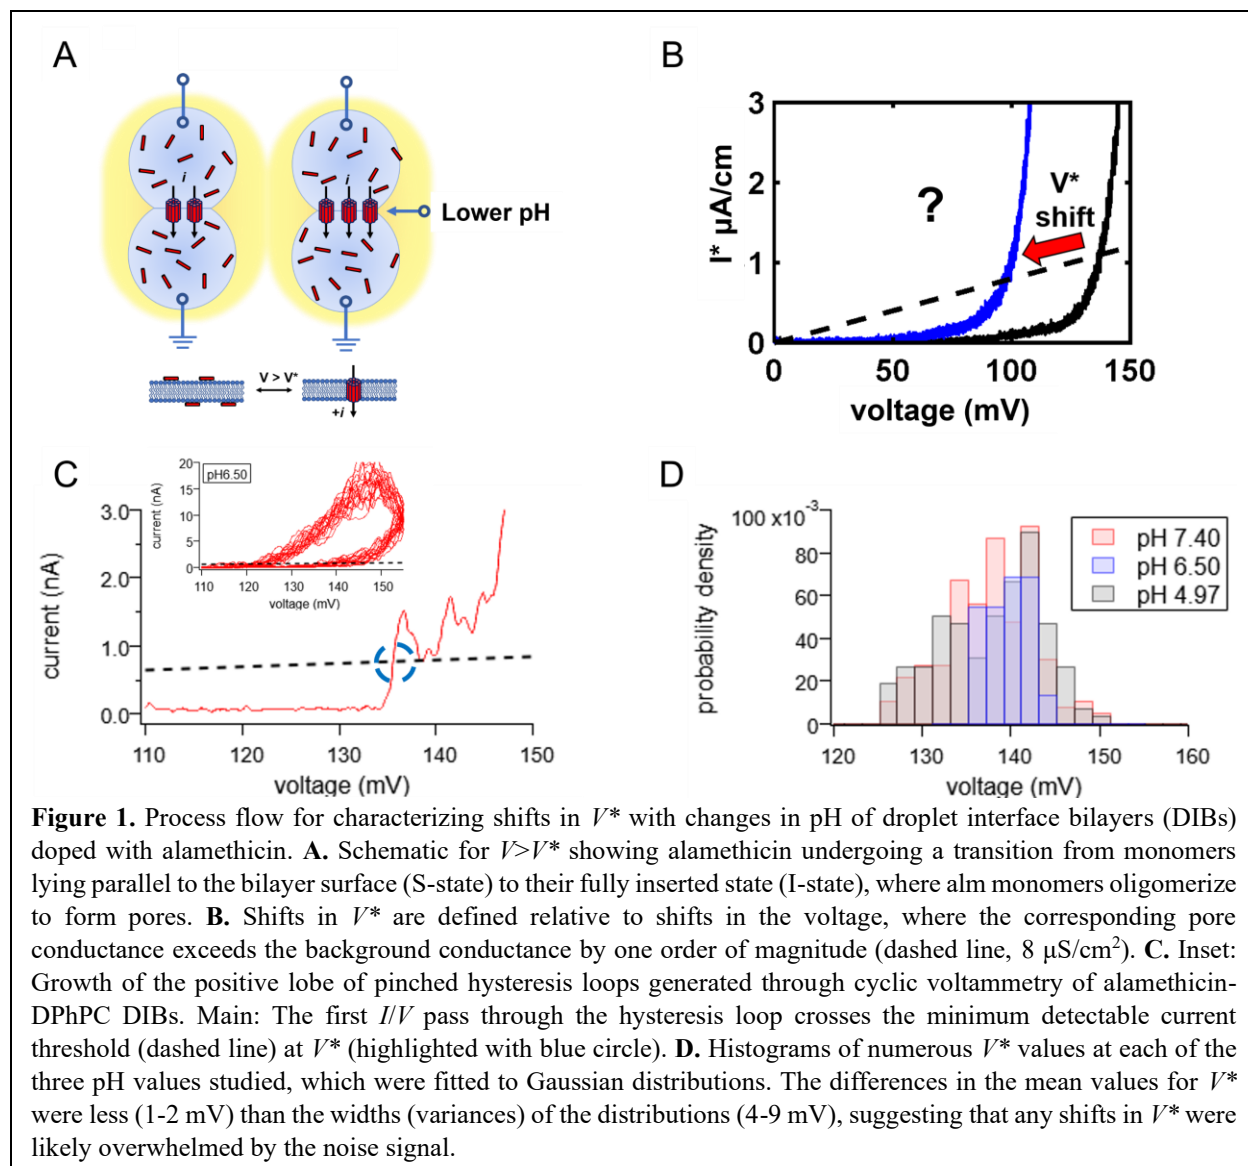 A
i
i
Lower pH
V > V*
+i
B
I* µA/cm
3
2
1
0
?
V*
shift
0
50
100
150
voltage (mV)
C
current (nA)
3.0
2.0
1.0
0.0
110
120
130
140
150
voltage (mV)
pH6.50
current (nA)
20
15
10
5
0
110
120
130
140
150
voltage (mV)
D
probability density
100 x10-3
80
60
40
20
0
120
130
140
150
160
voltage (mV)
pH 7.40
pH 6.50
pH 4.97
Figure 1. Process flow for characterizing shifts in V* with changes in pH of droplet interface bilayers (DIBs)
doped with alamethicin. A. Schematic for V>V* showing alamethicin undergoing a transition from monomers
lying parallel to the bilayer surface (S-state) to their fully inserted state (I-state), where alm monomers oligomerize
to form pores. B. Shifts in V* are defined relative to shifts in the voltage, where the corresponding pore
conductance exceeds the background conductance by one order of magnitude (dashed line, 8 µS/cm²). C. Inset:
Growth of the positive lobe of pinched hysteresis loops generated through cyclic voltammetry of alamethicin-
DPhPC DIBs. Main: The first I/V pass through the hysteresis loop crosses the minimum detectable current
threshold (dashed line) at V* (highlighted with blue circle). D. Histograms of numerous V* values at each of the
three pH values studied, which were fitted to Gaussian distributions. The differences in the mean values for V*
were less (1-2 mV) than the widths (variances) of the distributions (4-9 mV), suggesting that any shifts in V* were
likely overwhelmed by the noise signal.